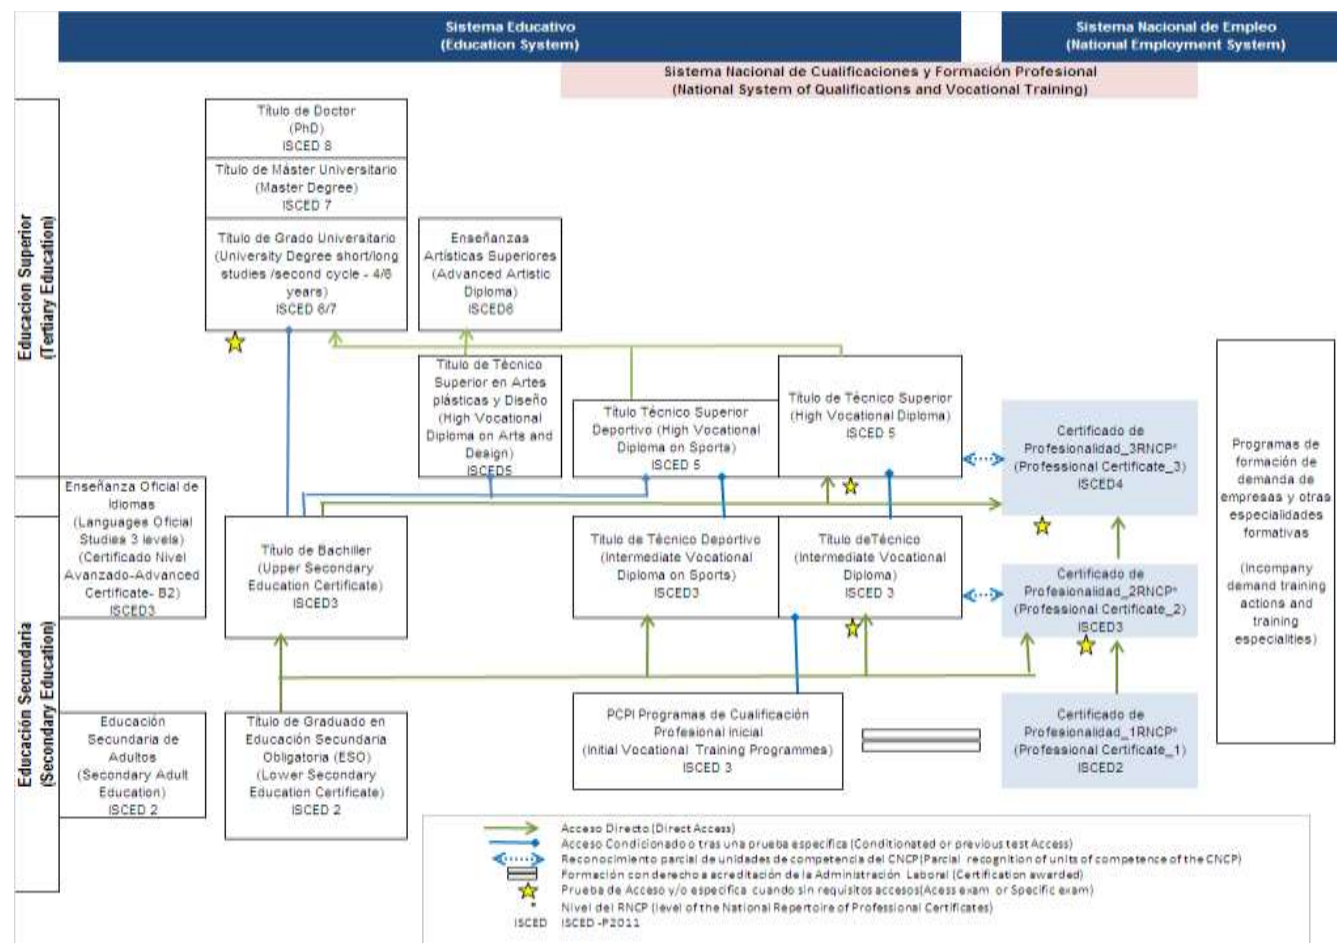 Sistema Educativo
(Education System)
Sistema Nacional de Empleo
(National Employment System)
Sistema Nacional de Cualificaciones y Formación Profesional
(National System of Qualifications and Vocational Training)
Educacion Superior
(Tertiary Education)
Título de Doctor
(PhD)
ISCED 8
Título de Máster Universitario
(Master Degree)
ISCED 7
Título de Grado Universitario
(University Degree short/long
studies /second cycle - 4/6
years)
ISCED 6/7
Enseñanzas
Artísticas Superiores
(Advanced Artistic
Diploma)
ISCED6
Título de Técnico
Superior en Artes
plásticas y Diseño
(High Vocational
Diploma on Arts and
Design)
ISCED5
Título Técnico Superior
Deportivo (High Vocational
Diploma on Sports)
ISCED 5
Título de Técnico Superior
(High Vocational Diploma)
ISCED 5
Certificado de
Profesionalidad_3RNCP*
(Professional Certificate_3)
ISCED4
Programas de
formación de
demanda de
empresas y otras
especialidades
formativas
(Incompany
demand training
actions and
training
especialities)
Educación Secundaria
(Secondary Education)
Enseñanza Oficial de
Idiomas
(Languages Oficial
Studies 3 levels)
(Certificado Nivel
Avanzado-Advanced
Certificate- B2)
ISCED3
Título de Bachiller
(Upper Secondary
Education Certificate)
ISCED3
Título de Técnico Deportivo
(Intermediate Vocational
Diploma on Sports)
ISCED3
Título deTécnico
(Intermediate Vocational
Diploma)
ISCED 3
Certificado de
Profesionalidad_2RNCP*
(Professional Certificate_2)
ISCED3
Educación
Secundaria de
Adultos
(Secondary Adult
Education)
ISCED 2
Título de Graduado en
Educación Secundaria
Obligatoria (ESO)
(Lower Secondary
Education Certificate)
ISCED 2
PCPI Programas de Cualificación
Profesional inicial
(Initial Vocational Training Programmes)
ISCED 3
Certificado de
Profesionalidad_1RNCP*
(Professional Certificate_1)
ISCED2
Acceso Directo (Direct Access)
Acceso Condicionado o tras una prueba específica (Conditionated or previous test Access)
Reconocimiento parcial de unidades de competencia del CNCP(Parcial recognition of units of competence of the CNCP)
Formación con derecho a acreditación de la Administración Laboral (Certification awarded)
Prueba de Acceso y/o especifica cuando sin requisitos accesos(Acess exam or Specific exam)
* Nivel del RNCP (level of the National Repertoire of Professional Certificates)
ISCED ISCED-P2011